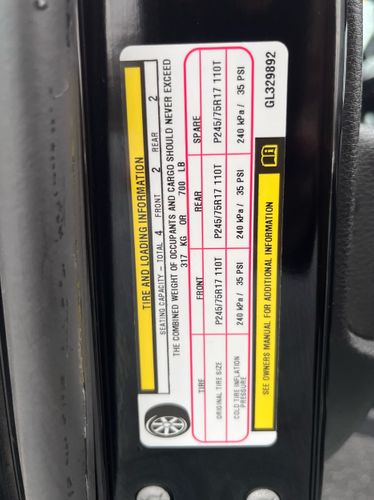 TIRE AND LOADING INFORMATION
SEATING CAPACITY – TOTAL 4 FRONT 2 REAR 2
THE COMBINED WEIGHT OF OCCUPANTS AND CARGO SHOULD NEVER EXCEED
317 KG OR 700 LB
TIRE FRONT REAR SPARE
ORIGINAL TIRE SIZE P245/75R17 110T P245/75R17 110T P245/75R17 110T
COLD TIRE INFLATION
PRESSURE 240 kPa / 35 PSI 240 kPa / 35 PSI 240 kPa / 35 PSI
SEE OWNERS MANUAL FOR ADDITIONAL INFORMATION
GL329892